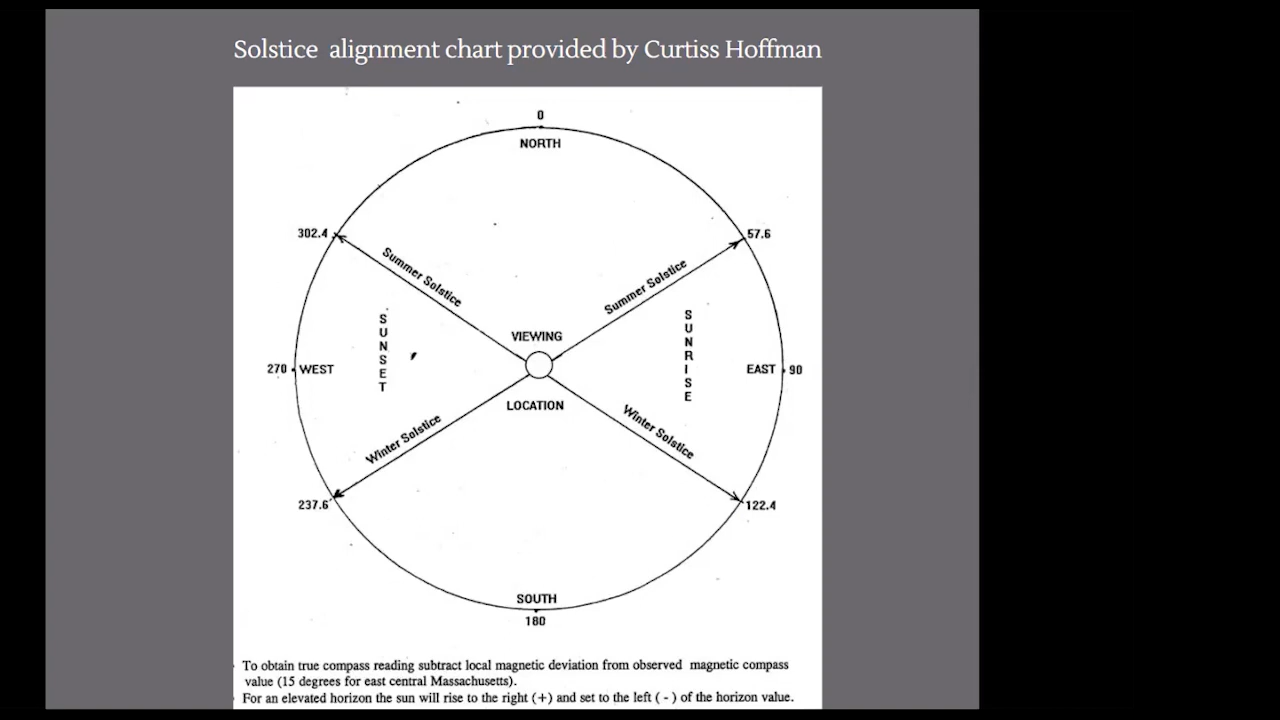 Solstice alignment chart provided by Curtiss Hoffman
0
NORTH
302.4
57.6
Summer Solstice
Summer Solstice
SUNSET
SUNRISE
VIEWING
270
WEST
EAST
90
LOCATION
Winter Solstice
Winter Solstice
237.6
122.4
SOUTH
180
To obtain true compass reading subtract local magnetic deviation from observed magnetic compass
value (15 degrees for east central Massachusetts).
For an elevated horizon the sun will rise to the right (+) and set to the left ( - ) of the horizon value.